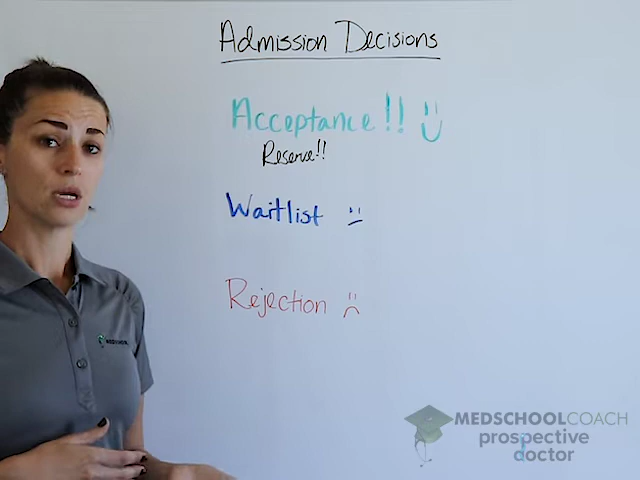 Admission Decisions
Acceptance!!
Reserve!!
Waitlist
Rejection
MEDSCHOOLCOACH
prospective
doctor